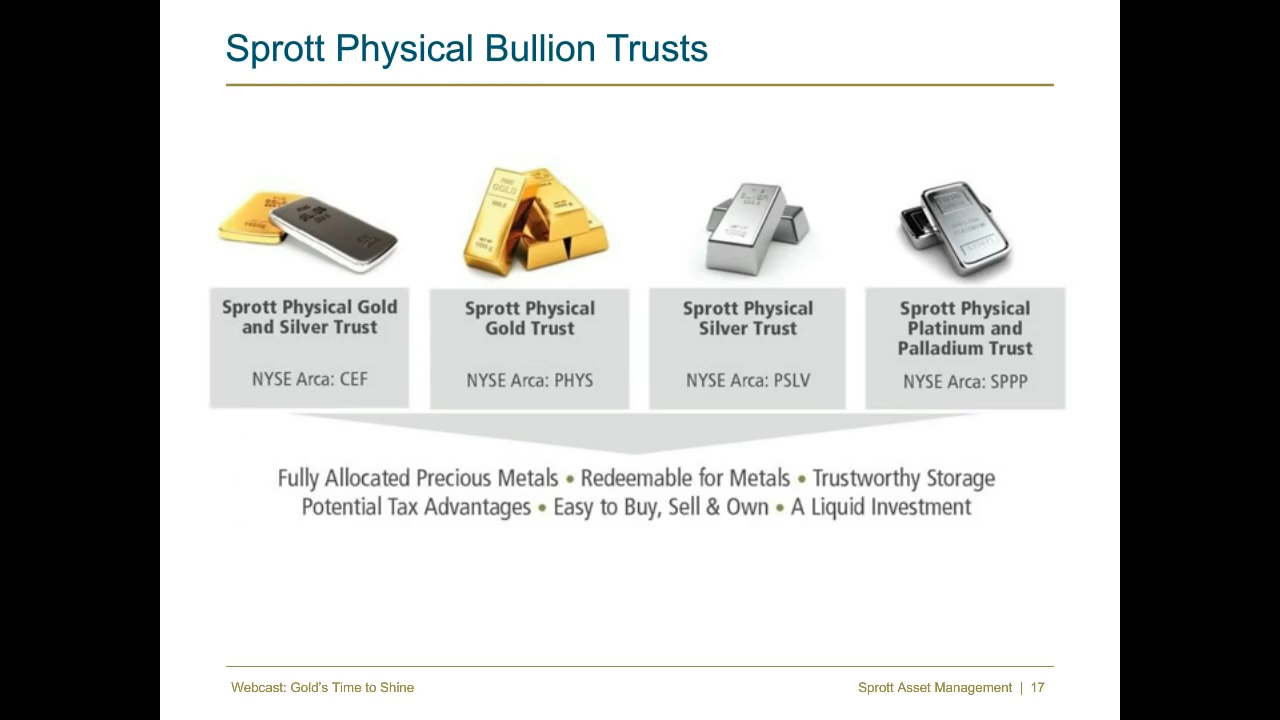 Sprott Physical Bullion Trusts
Sprott Physical Gold
and Silver Trust
NYSE Arca: CEF
Sprott Physical
Gold Trust
NYSE Arca: PHYS
Sprott Physical
Silver Trust
NYSE Arca: PSLV
Sprott Physical
Platinum and
Palladium Trust
NYSE Arca: SPPP
Fully Allocated Precious Metals • Redeemable for Metals • Trustworthy Storage
Potential Tax Advantages • Easy to Buy, Sell & Own • A Liquid Investment
Webcast: Gold's Time to Shine
Sprott Asset Management | 17